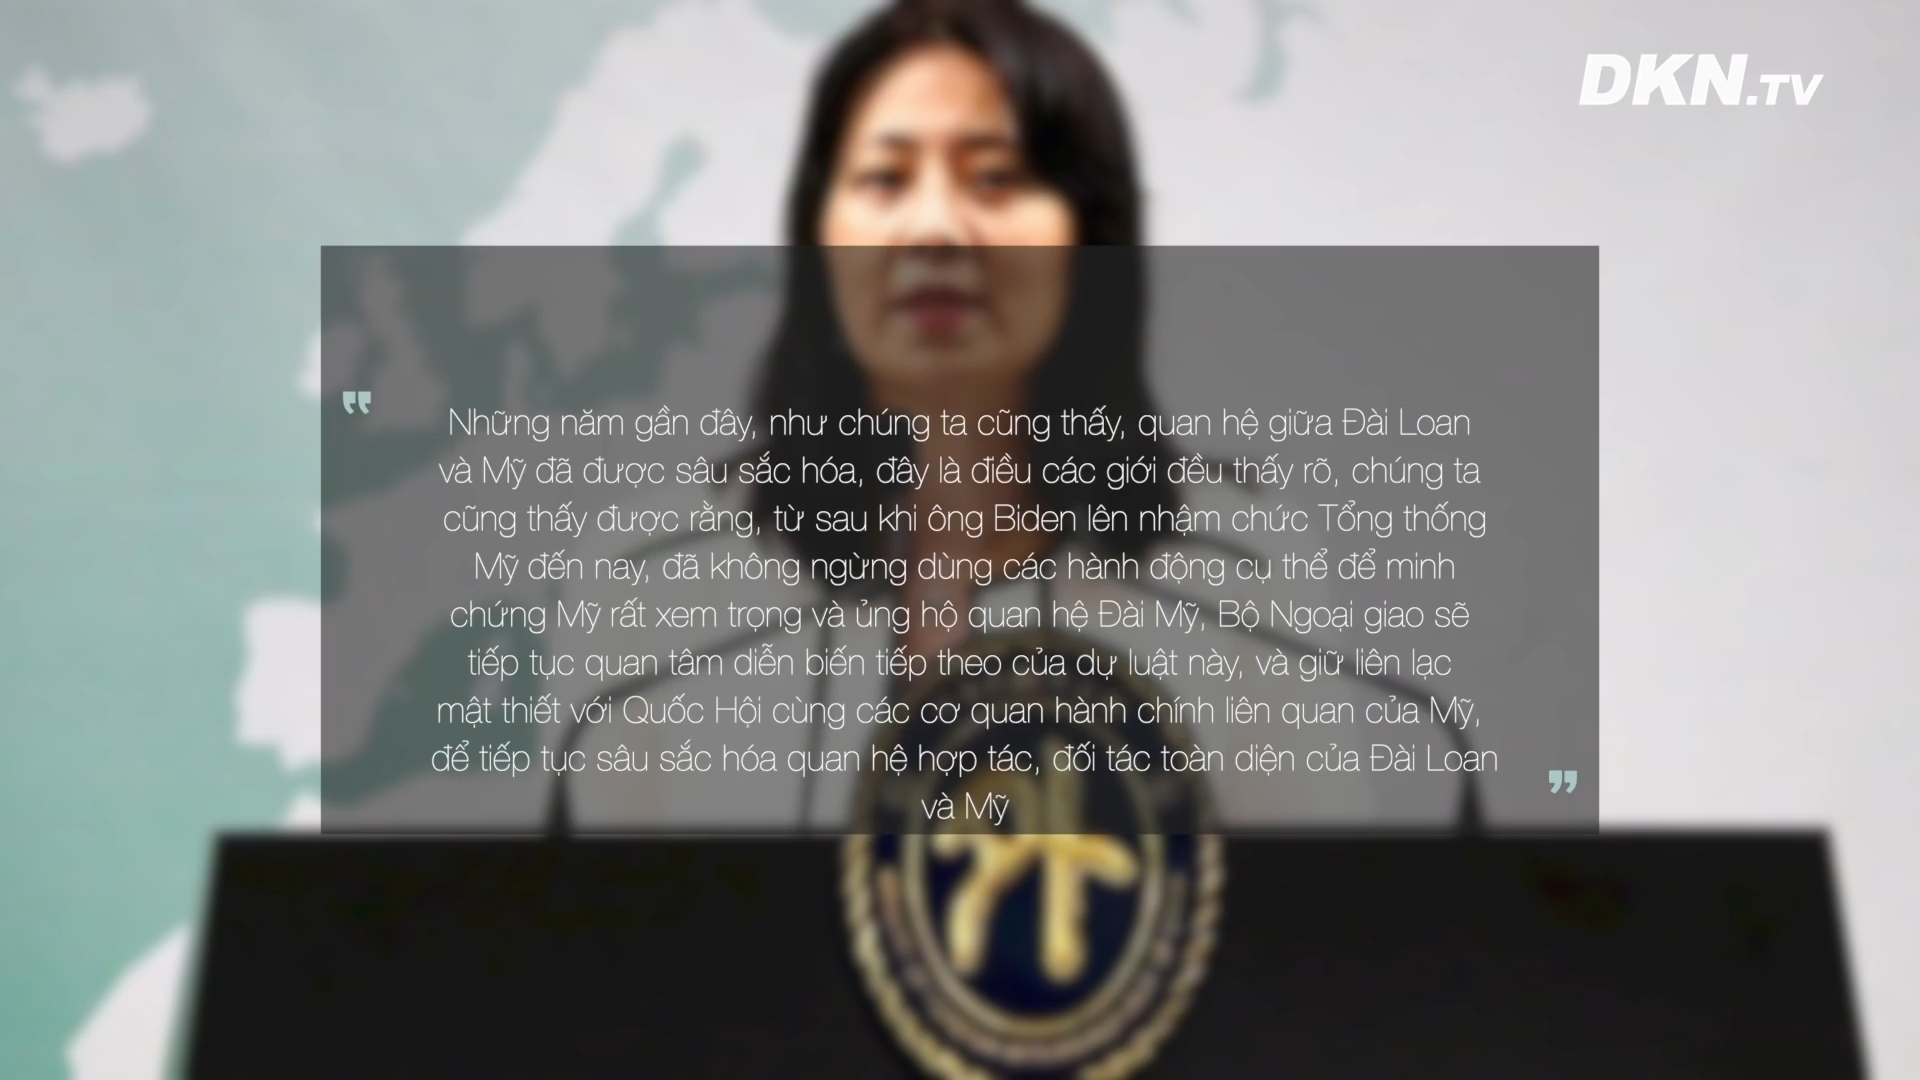 DKN.TV
" Những năm gần đây, như chúng ta cũng thấy, quan hệ giữa Đài Loan
và Mỹ đã được sâu sắc hóa, đây là điều các giới đều thấy rõ, chúng ta
cũng thấy được rằng, từ sau khi ông Biden lên nhậm chức Tổng thống
Mỹ đến nay, đã không ngừng dùng các hành động cụ thể để minh
chứng Mỹ rất xem trọng và ủng hộ quan hệ Đài Mỹ, Bộ Ngoại giao sẽ
tiếp tục quan tâm diễn biến tiếp theo của dự luật này, và giữ liên lạc
mật thiết với Quốc Hội cùng các cơ quan hành chính liên quan của Mỹ,
để tiếp tục sâu sắc hóa quan hệ hợp tác, đối tác toàn diện của Đài Loan
và Mỹ "